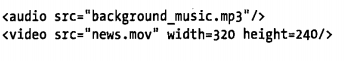 <audio src="background_music.mp3"/>
<video src="news.mov" width=320 height=240/>